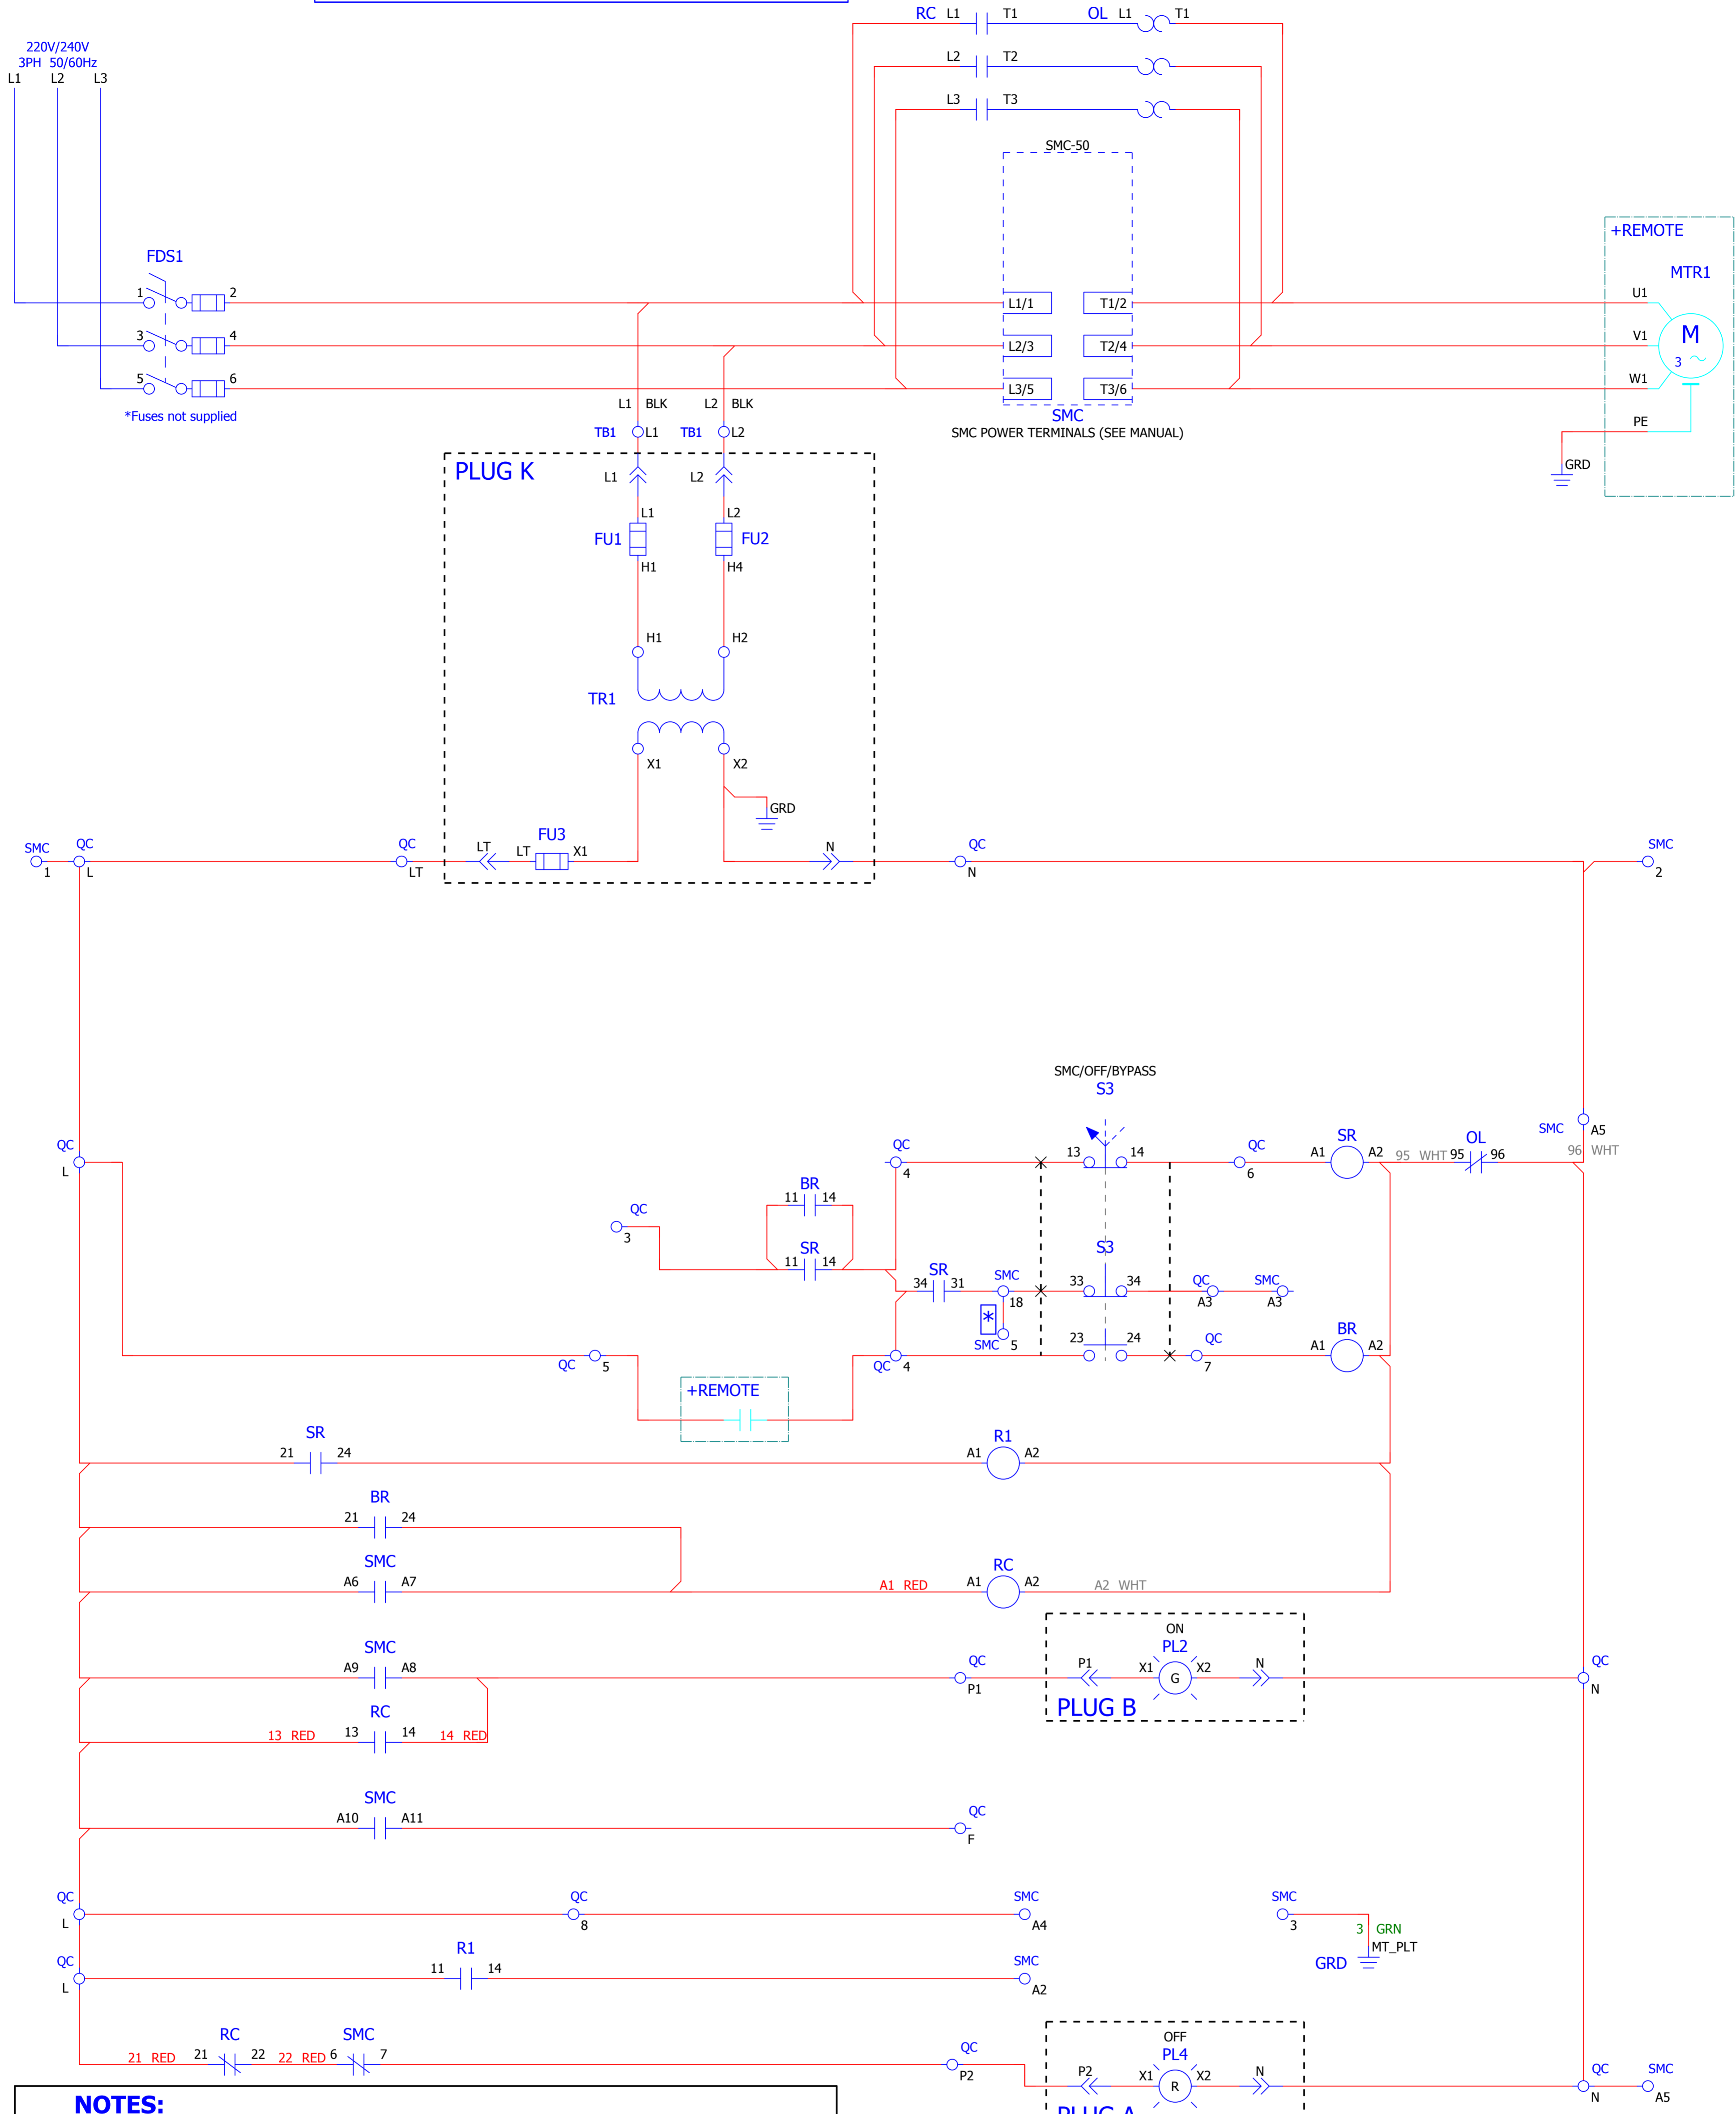 RC L1 T1 OL L1 T1
220V/240V
3PH 50/60Hz
L1 L2 L3
L2 T2
L3 T3
SMC-50
+REMOTE
MTR1
FDS1
1 2 L1/1 T1/2 U1
3 4 L2/3 T2/4 V1
M
3
5 6 L3/5 T3/6 W1
*Fuses not supplied
L1 BLK L2 BLK
SMC
PE
TB1 L1 TB1 L2
SMC POWER TERMINALS (SEE MANUAL)
PLUG K
L1 L2
GRD
L1 L2
FU1 FU2
H1 H4
H1 H2
TR1
X1 X2
GRD
SMC QC QC FU3 QC SMC
LT LT X1 N
1 L LT N 2
SMC/OFF/BYPASS
S3
SMC A5
QC QC 13 14 QC SR OL
A1 A2 95 WHT 95 96 96 WHT
L 4 6
BR
11 14
QC
3
SR S3
11 14
SR SMC 33 34 QC SMC
34 31
18 A3 A3
*
SMC 5 23 24 QC BR
A1 A2
QC 5 QC 4 7
+REMOTE
SR R1
21 24 A1 A2
BR
21 24
SMC RC
A6 A7 A1 RED A1 A2 A2 WHT
ON
SMC PL2
A9 A8 QC P1 X1 G X2 N QC
P1 N
RC PLUG B
13 RED 13 14 14 RED
SMC
A10 A11 QC
F
QC QC SMC SMC
L 8 A4 3
3 GRN
MT_PLT
GRD
QC R1 SMC
11 14
L A2
OFF
RC SMC QC PL4
21 RED 21 22 22 RED 6 7
P2 P2 X1 R X2 N QC SMC
N A5
NOTES:
PLUG A